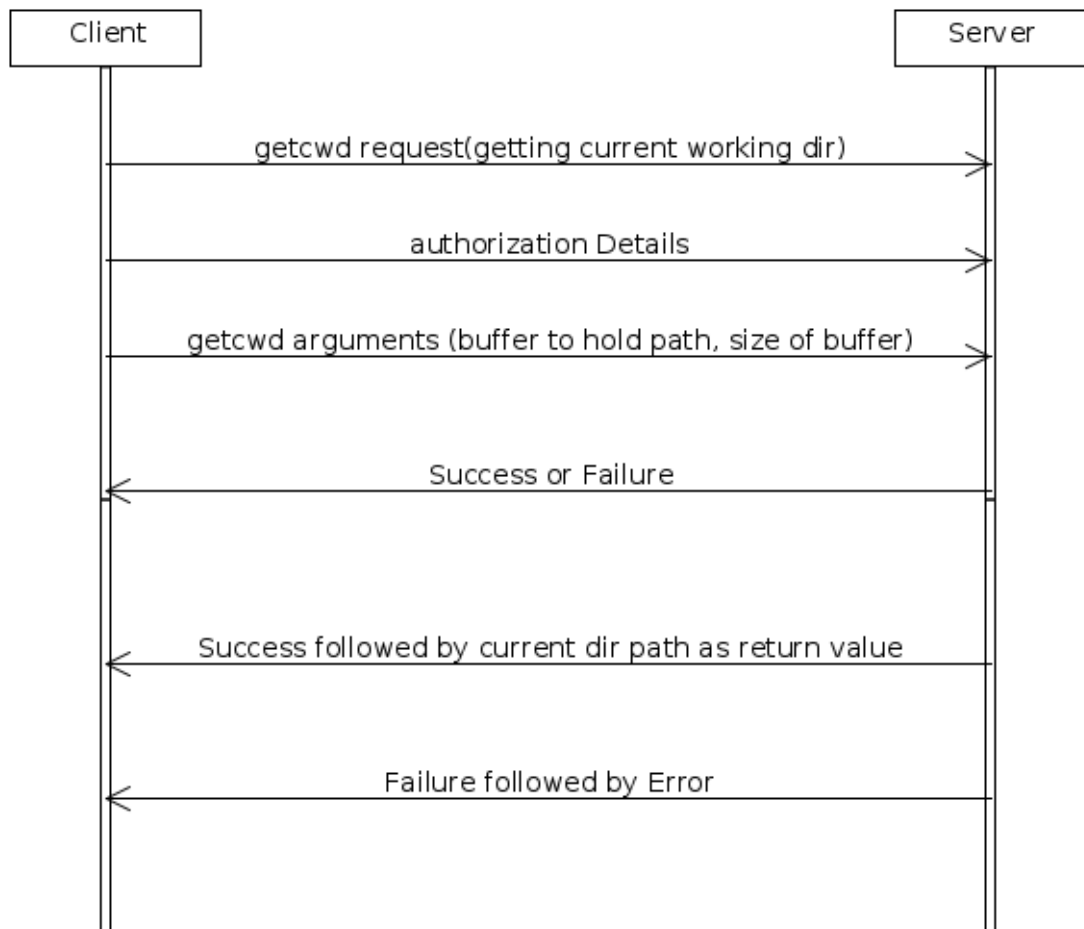 Client
Server
getcwd request(getting current working dir)
authorization Details
getcwd arguments (buffer to hold path, size of buffer)
Success or Failure
Success followed by current dir path as return value
Failure followed by Error